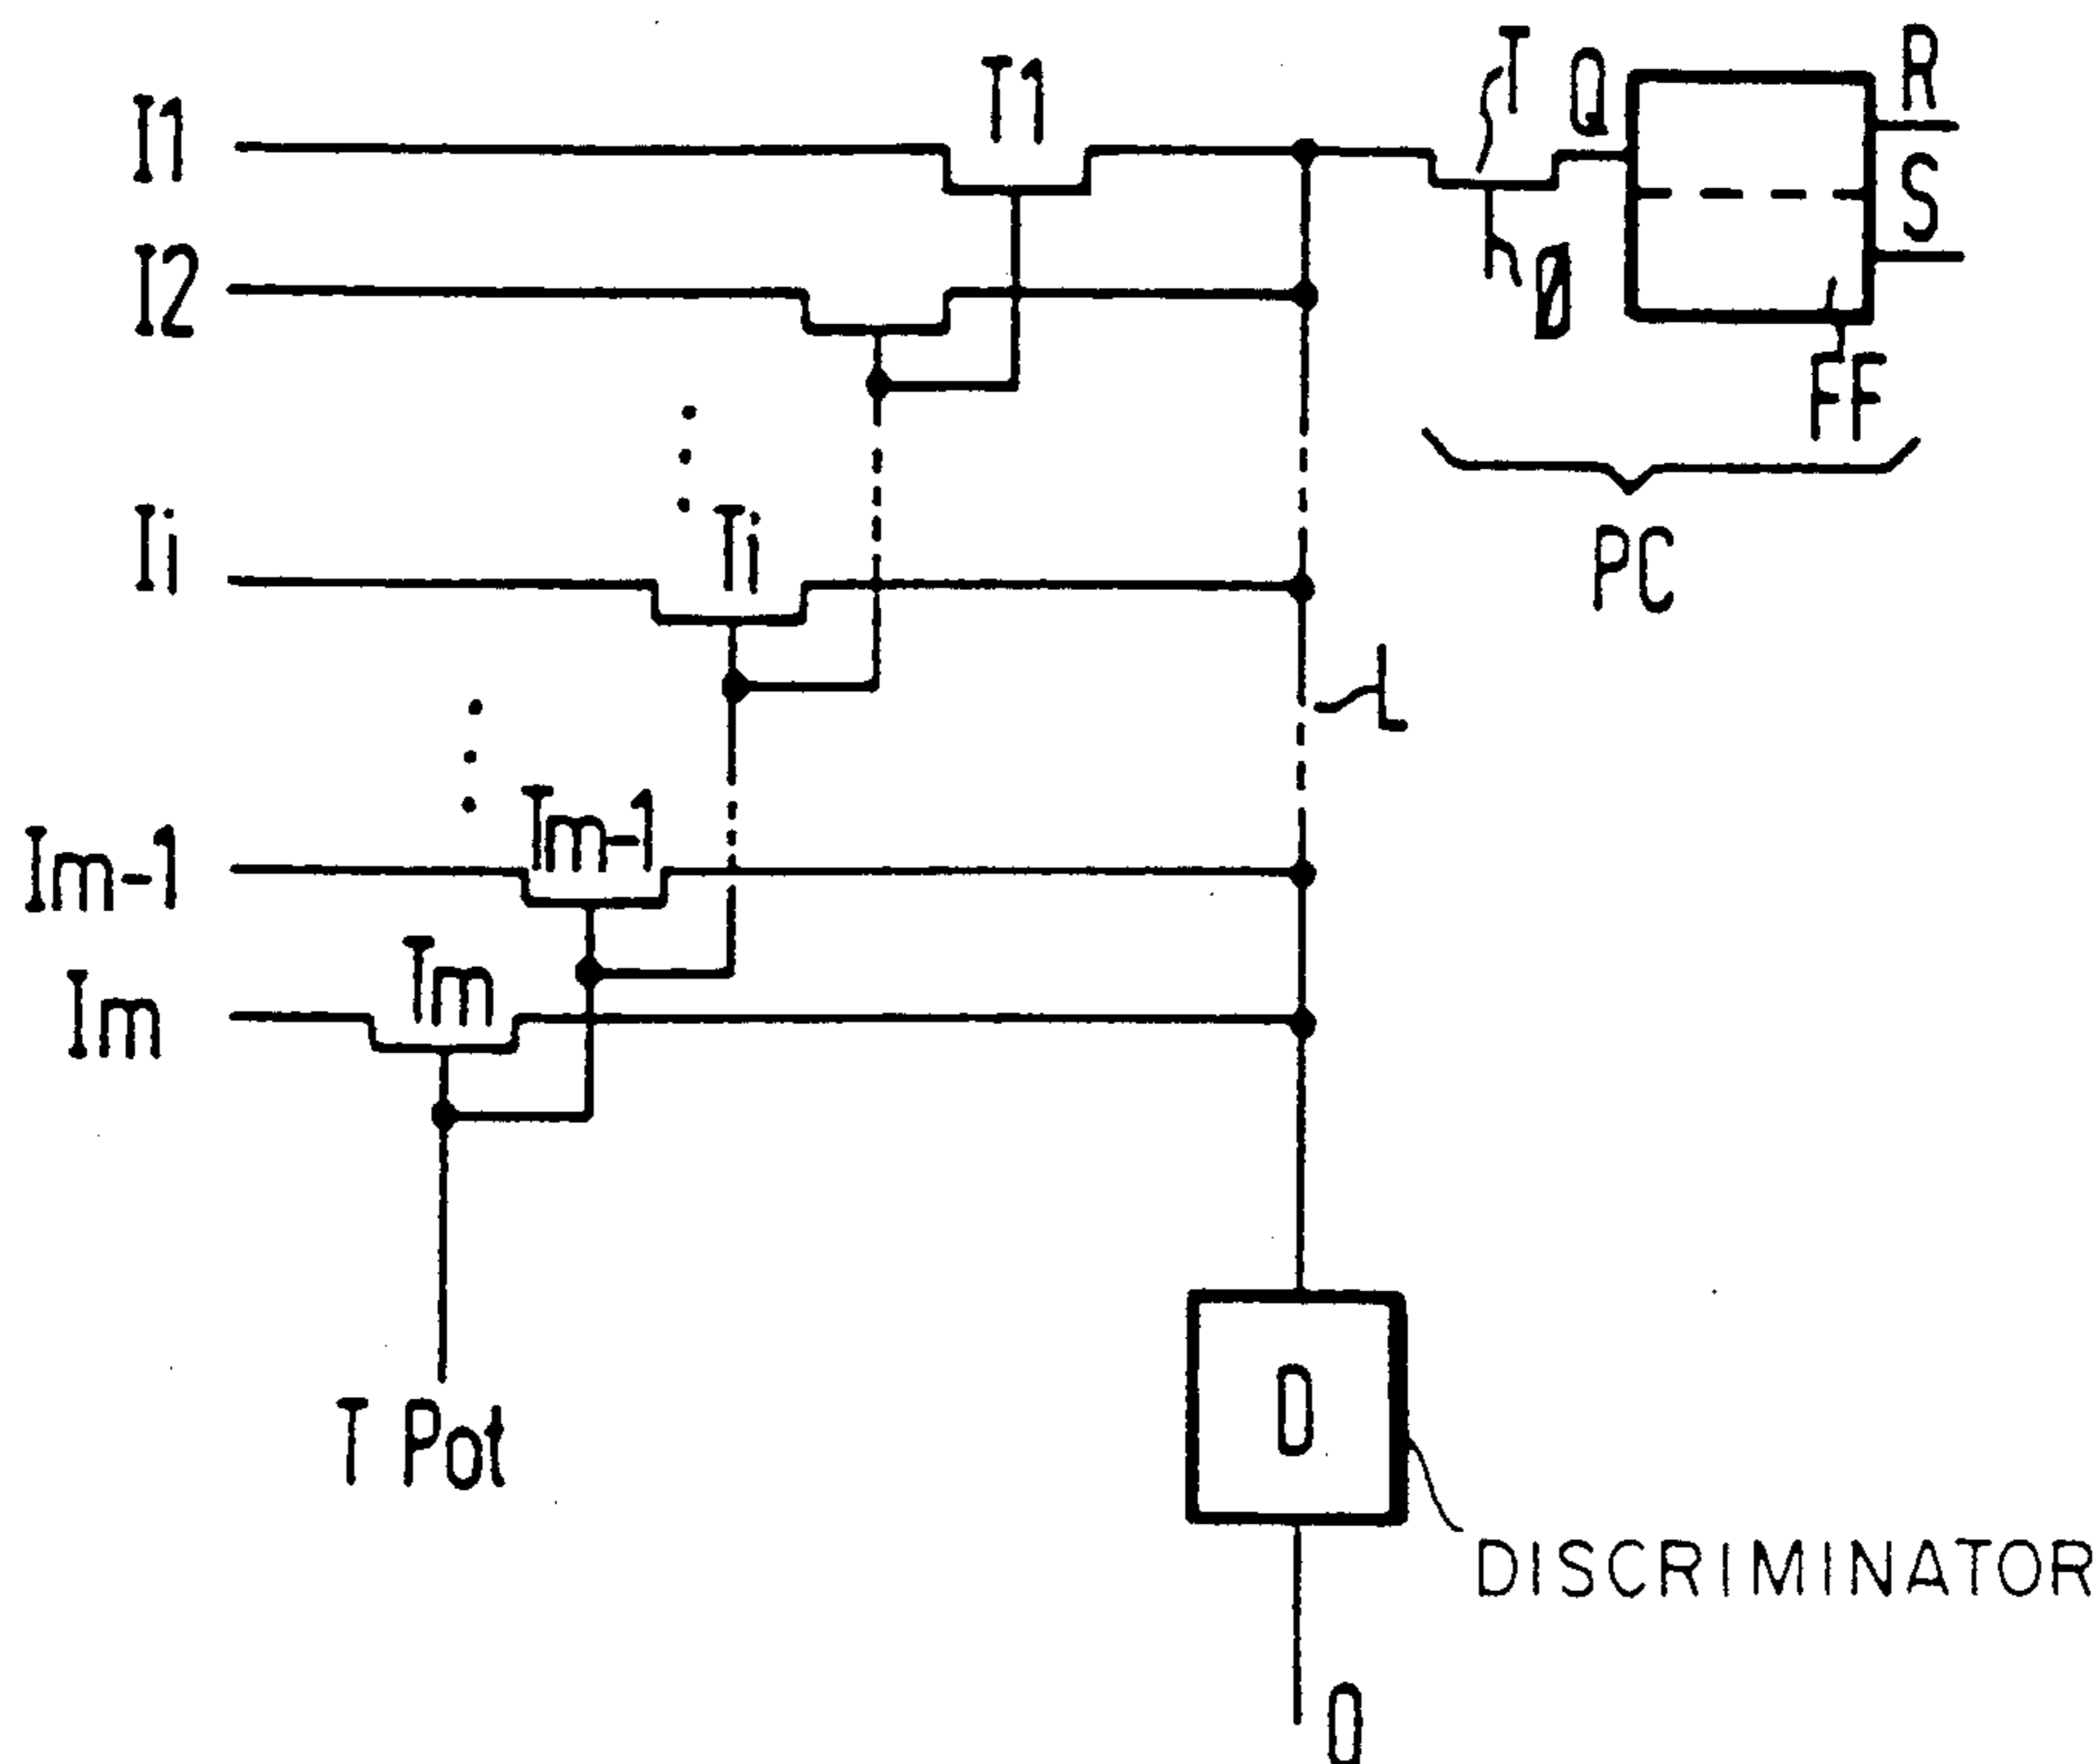 I1
T1
T
Q
R
S
I2
Ø
FF
PC
Ii
Ti
L
Im-1
Tm-1
Im
Tm
T Pot
D
DISCRIMINATOR
O